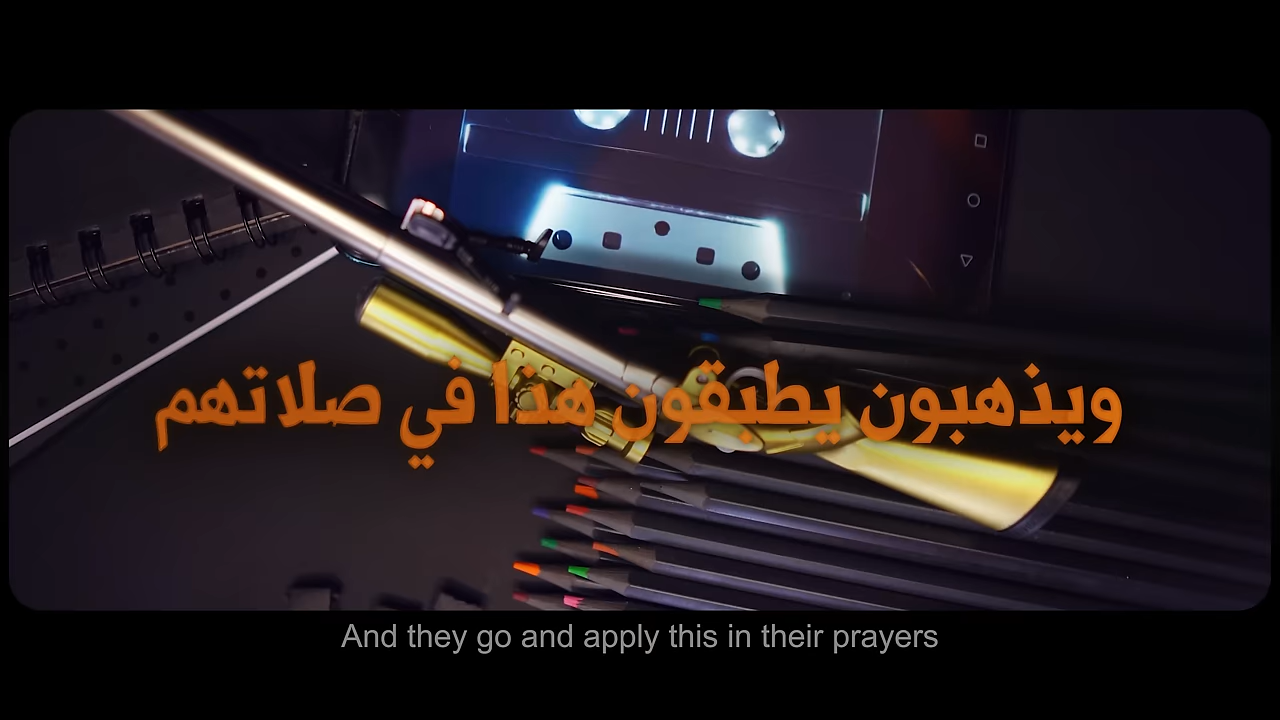 ويذهبون يطبقون هذا في صلاتهم
And they go and apply this in their prayers